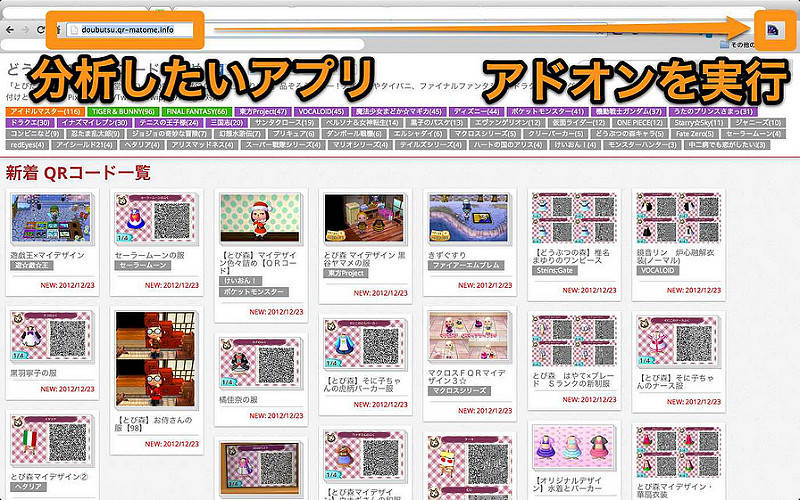 doubutsu.qr-matome.info
その他の
分析したいアプリ
アドオンを実行
アイドルマスター(116) TIGER & BUNNY(96) FINAL FANTASY(66) 東方Project(47) VOCALOID(45) 魔法少女まどか☆マギカ(45) ディズニー(44) ポケットモンスター(41) 機動戦士ガンダム(37) うたのプリンスさまっ(31)
ドラクエ(30) イナズマイレブン(30) テニスの王子様(24) 三国志(20) サンタクロース(19) ペルソナ&女神転生(14) 黒子のバスケ(13) エヴァンゲリオン(12) 仮面ライダー(12) ONE PIECE(12) Starry☆Sky(11) ジャニーズ(10)
コンビニなど(9) 忍たま乱太郎(9) ジョジョの奇妙な冒険(7) 幻想水滸伝(7) プリキュア(6) ダンボール戦機(6) エルシャダイ(6) マクロスシリーズ(5) クリーパーカー(5) どうぶつの森キャラ(5) Fate Zero(5) セーラームーン(4)
redEyes(4) アイシールド21(4) ヘタリア(4) アリスマッドネス(4) スーパー戦隊シリーズ(4) マリオシリーズ(4) テイルズシリーズ(4) ハートの国のアリス(4) けいおん!(4) モンスターハンター(3) 中二病でも恋がしたい(3)
新着 QRコード一覧
遊戯王×マイデザイン
遊☆戯☆王
NEW: 2012/12/23
セーラームーンの服
セーラームーン
NEW: 2012/12/23
【とび森】マイデザイン色々詰め【QRコード】
けいおん!
ポケットモンスター
NEW: 2012/12/23
とび森 マイデザイン 黒谷ヤマメの服
東方Project
NEW: 2012/12/23
きずぐすり
ファイアーエムブレム
NEW: 2012/12/23
【どうぶつの森】椎名まゆりのワンピース
Steins;Gate
NEW: 2012/12/23
鏡音リン 炉心融解衣装(ノーマル)
VOCALOID
NEW: 2012/12/23
黒羽寧子の服
NEW: 2012/12/23
【とび森】お侍さんの服【98】
NEW: 2012/12/23
橘佳奈の服
NEW: 2012/12/23
【とび森】そに子ちゃんの虎柄パーカー服
NEW: 2012/12/23
マクロスF QRマイデザイン3☆
マクロスシリーズ
NEW: 2012/12/23
とび森 はやて×ブレード Sランクの新制服
NEW: 2012/12/23
【とび森】そに子ちゃんのナース服
NEW: 2012/12/23
とび森マイデザイン②
ヘタリア
【オリジナルデザイン】水着とパーカー
とび森マイデザイン・